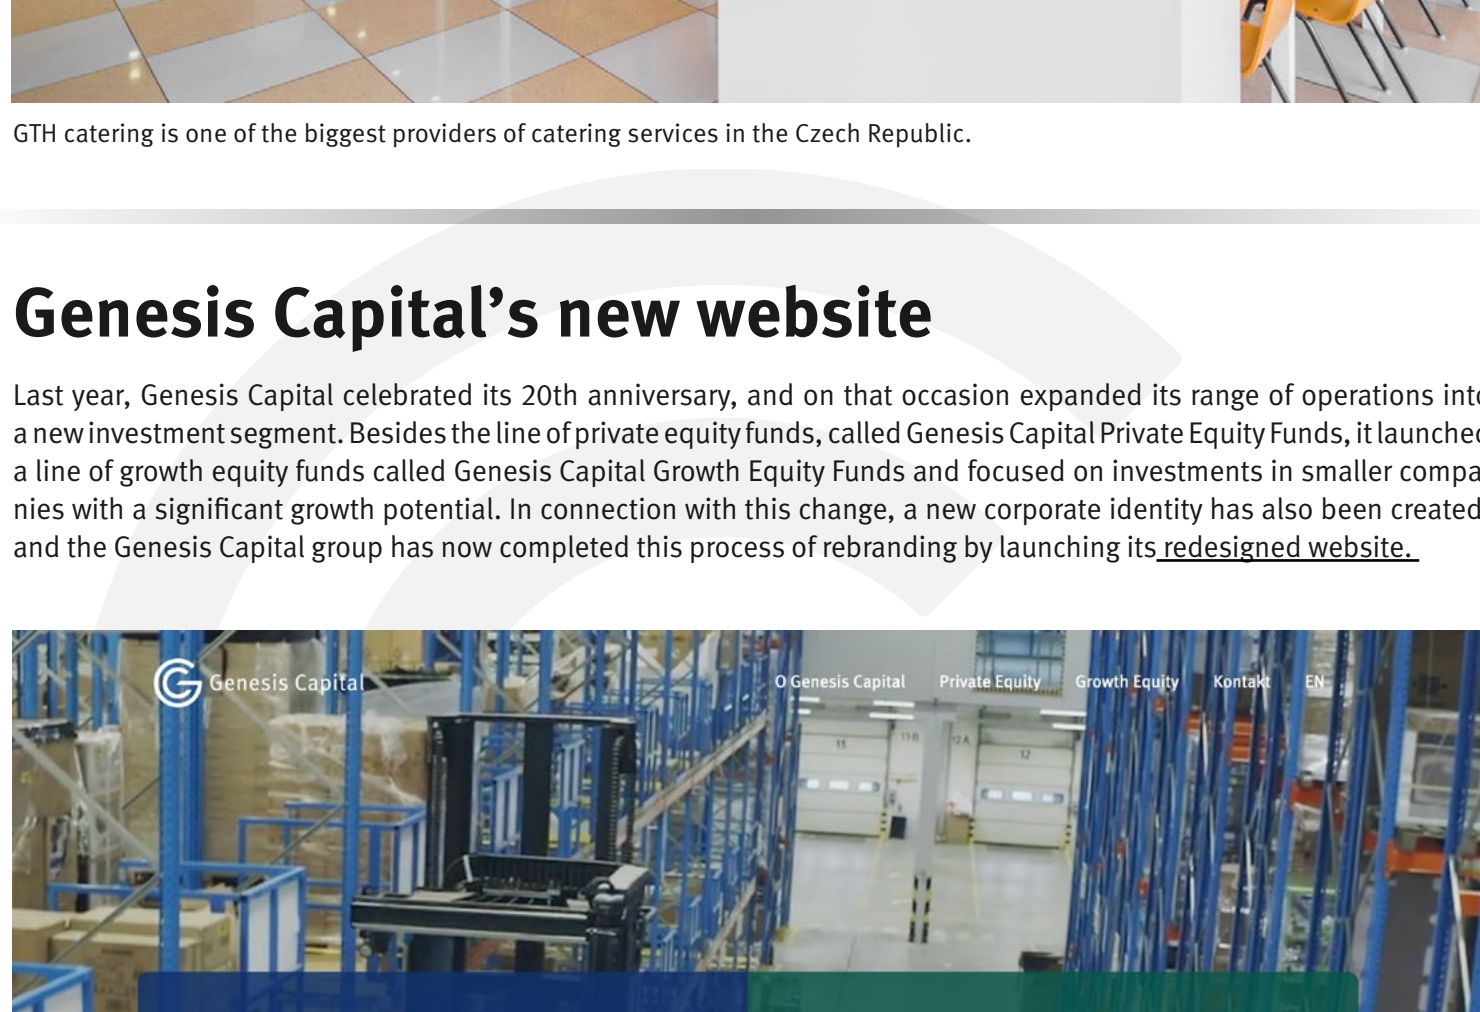 GTH catering is one of the biggest providers of catering services in the Czech Republic.
Genesis Capital’s new website
Last year, Genesis Capital celebrated its 20th anniversary, and on that occasion expanded its range of operations into
a new investment segment. Besides the line of private equity funds, called Genesis Capital Private Equity Funds, it launched
a line of growth equity funds called Genesis Capital Growth Equity Funds and focused on investments in smaller compa
nies with a significant growth potential. In connection with this change, a new corporate identity has also been created
and the Genesis Capital group has now completed this process of rebranding by launching its redesigned website.
Genesis Capital
O Genesis Capital Private Equity Growth Equity Kontakt EN
13 13B 12A 12